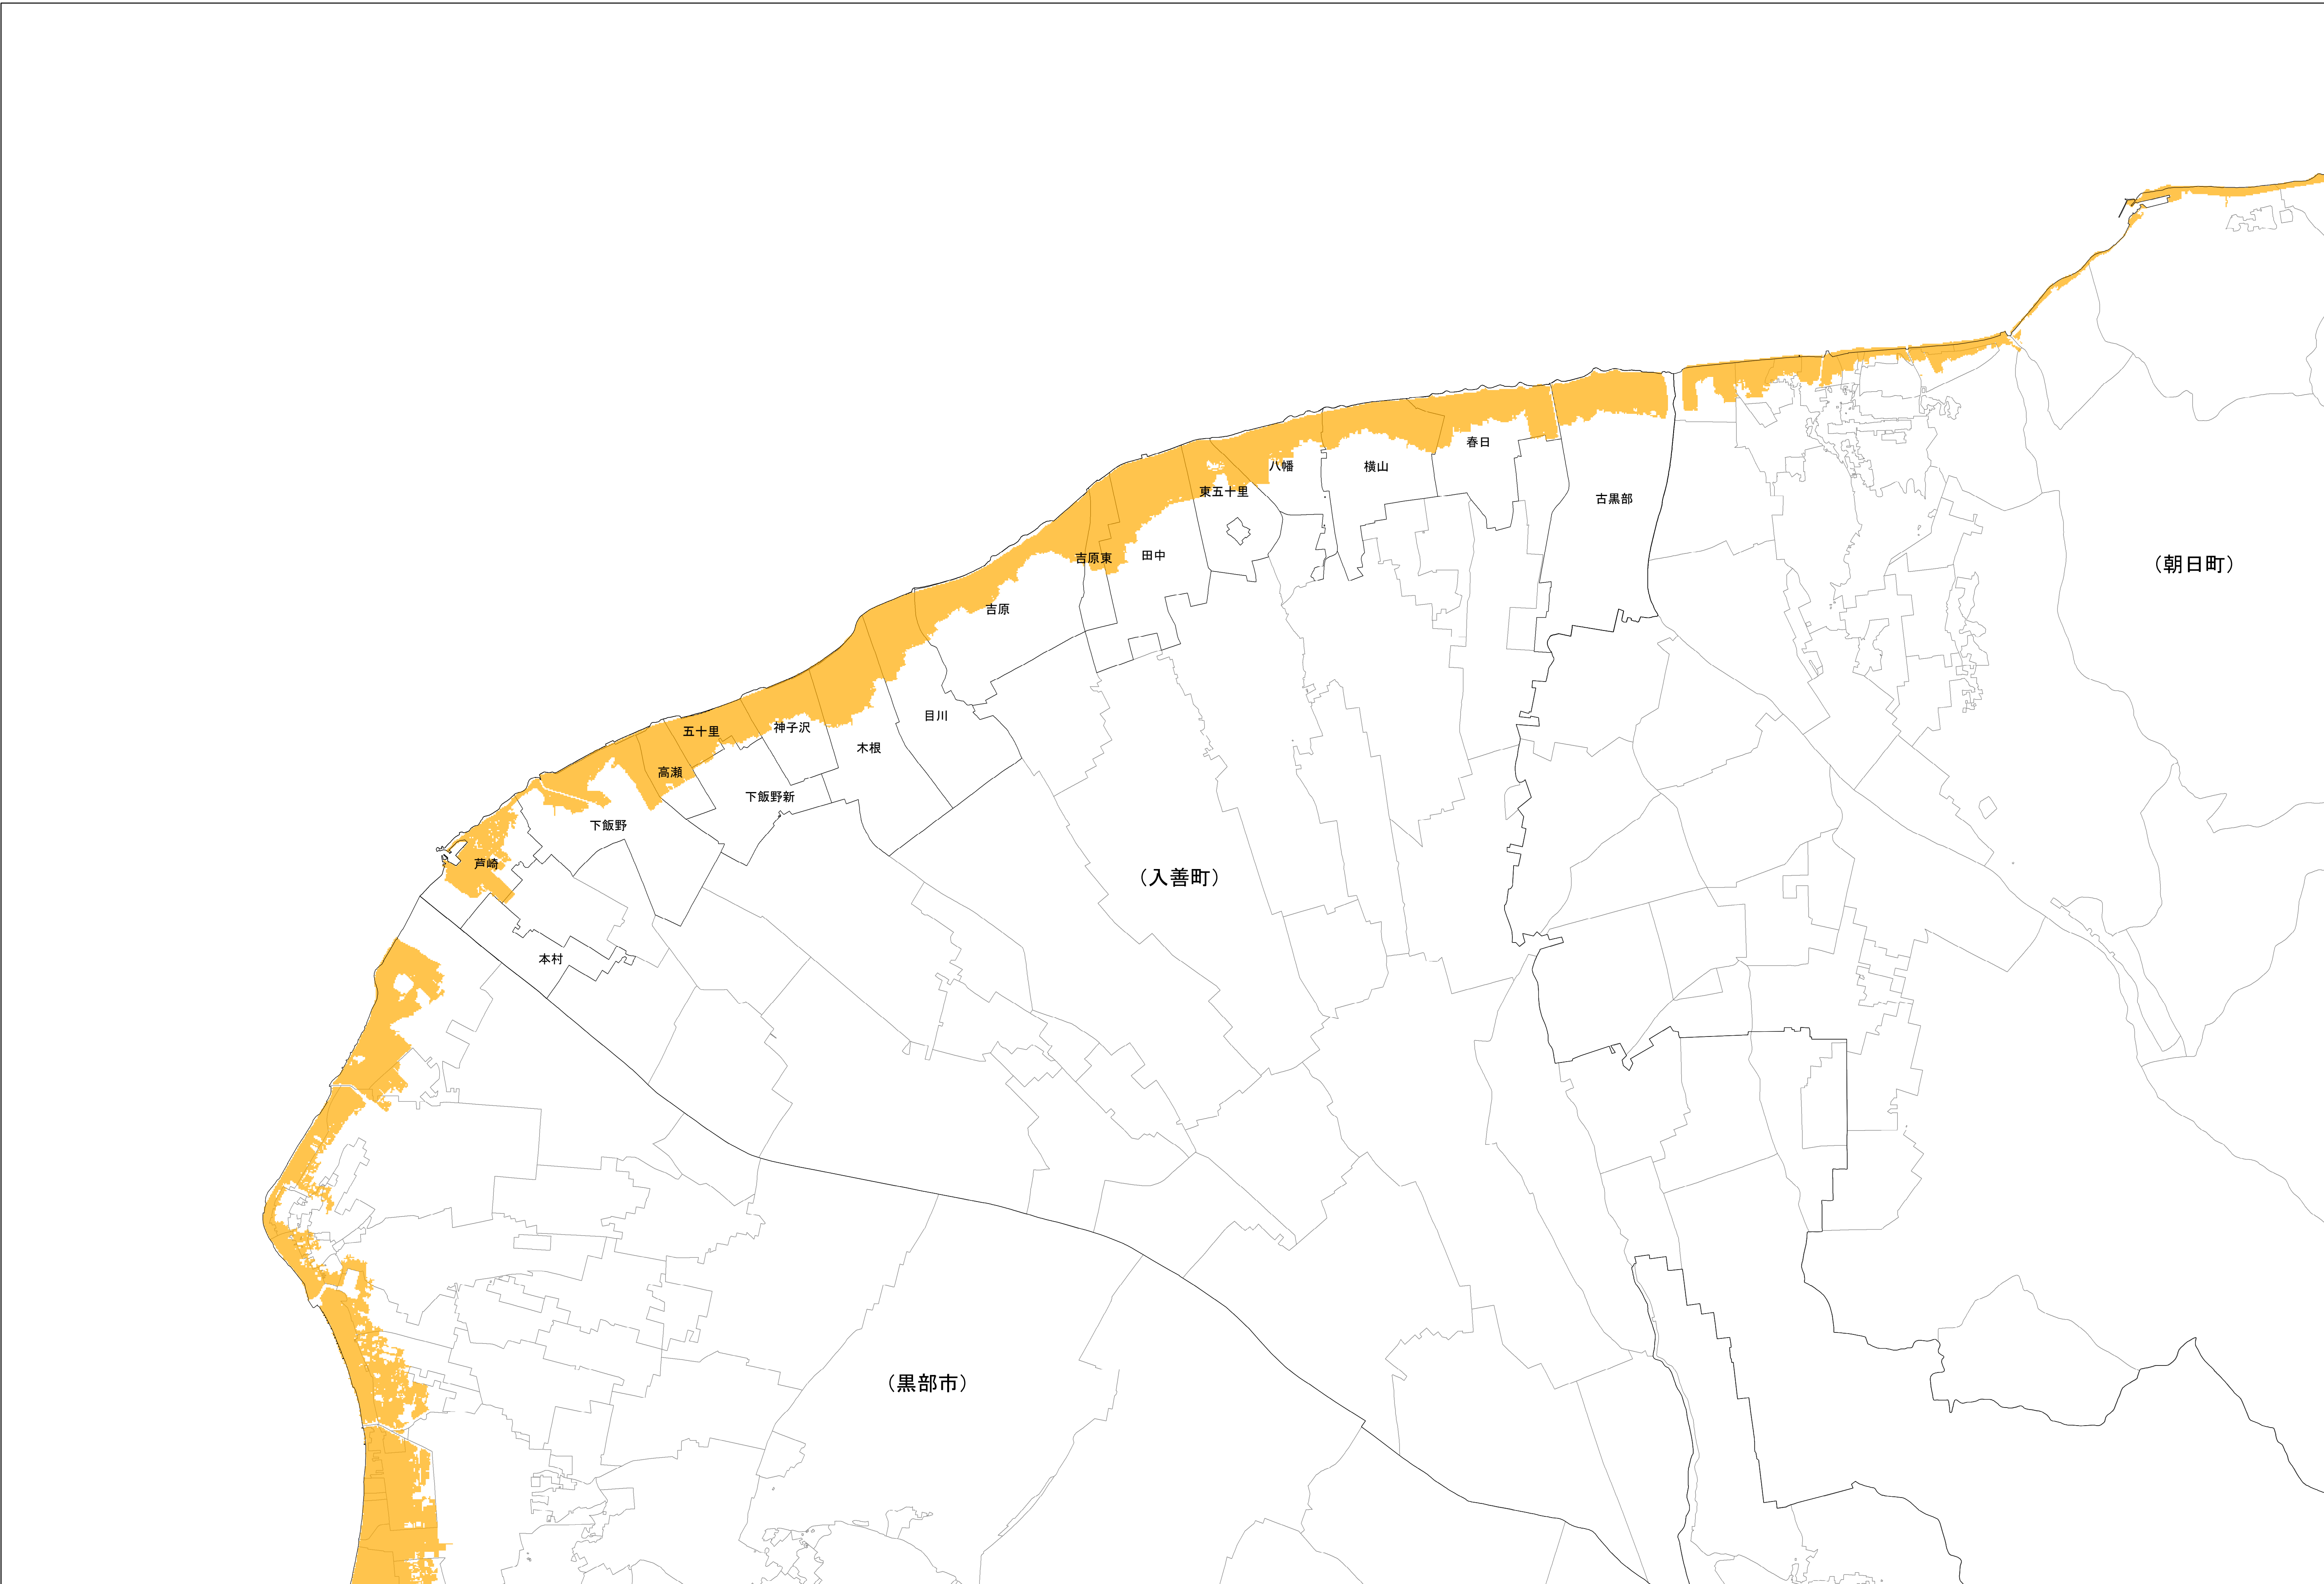 春日
八幡
横山
東五十里
古黒部
吉原東
田中
（朝日町）
吉原
目川
神子沢
五十里
木根
高瀬
下飯野新
下飯野
芦崎
（入善町）
本村
（黒部市）